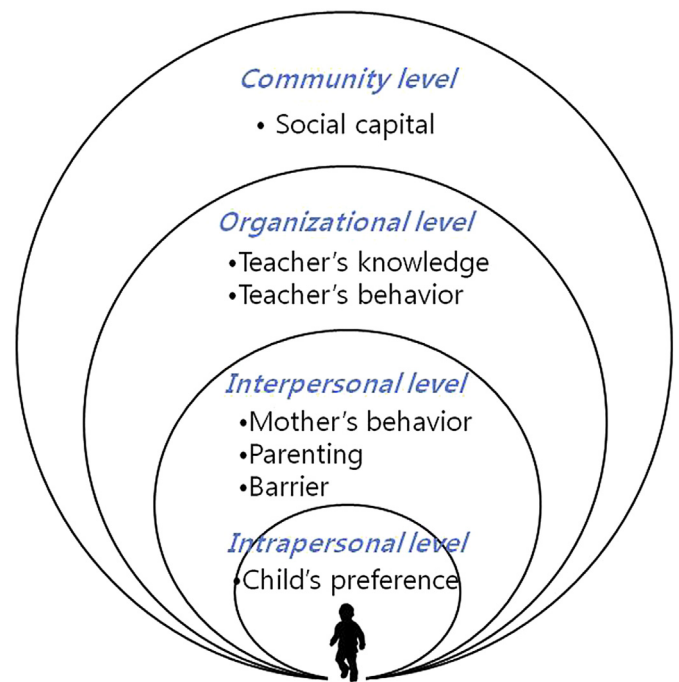 Community level
• Social capital
Organizational level
•Teacher's knowledge
•Teacher's behavior
Interpersonal level
•Mother's behavior
•Parenting
•Barrier
Intrapersonal level
•Child's preference